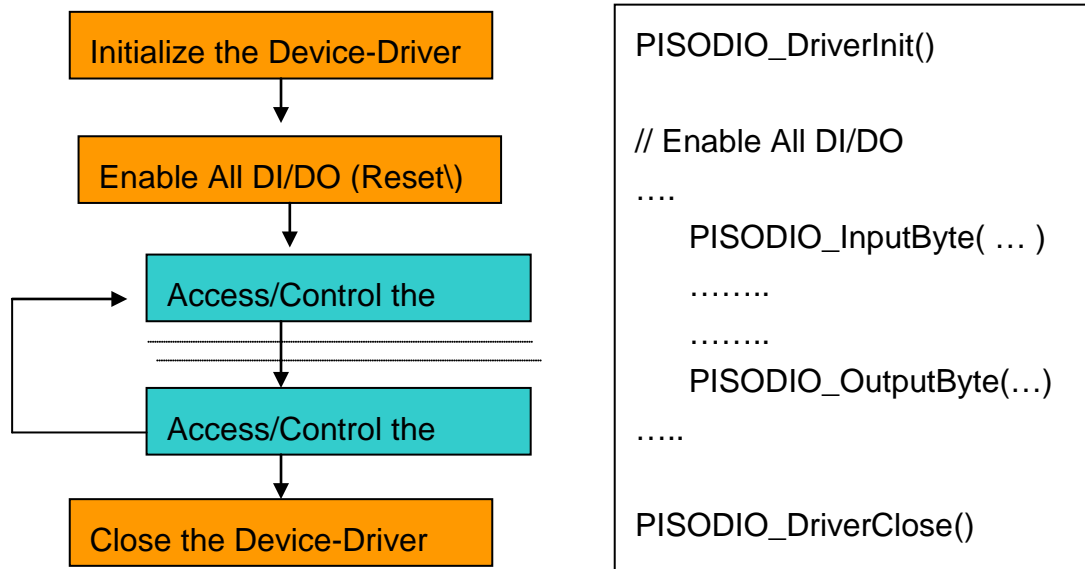 Initialize the Device-Driver
Enable All DI/DO (Reset\)
Access/Control the
Access/Control the
Close the Device-Driver
PISODIO_DriverInit()
// Enable All DI/DO
….
PISODIO_InputByte( … )
……..
……..
PISODIO_OutputByte(…)
…..
PISODIO_DriverClose()